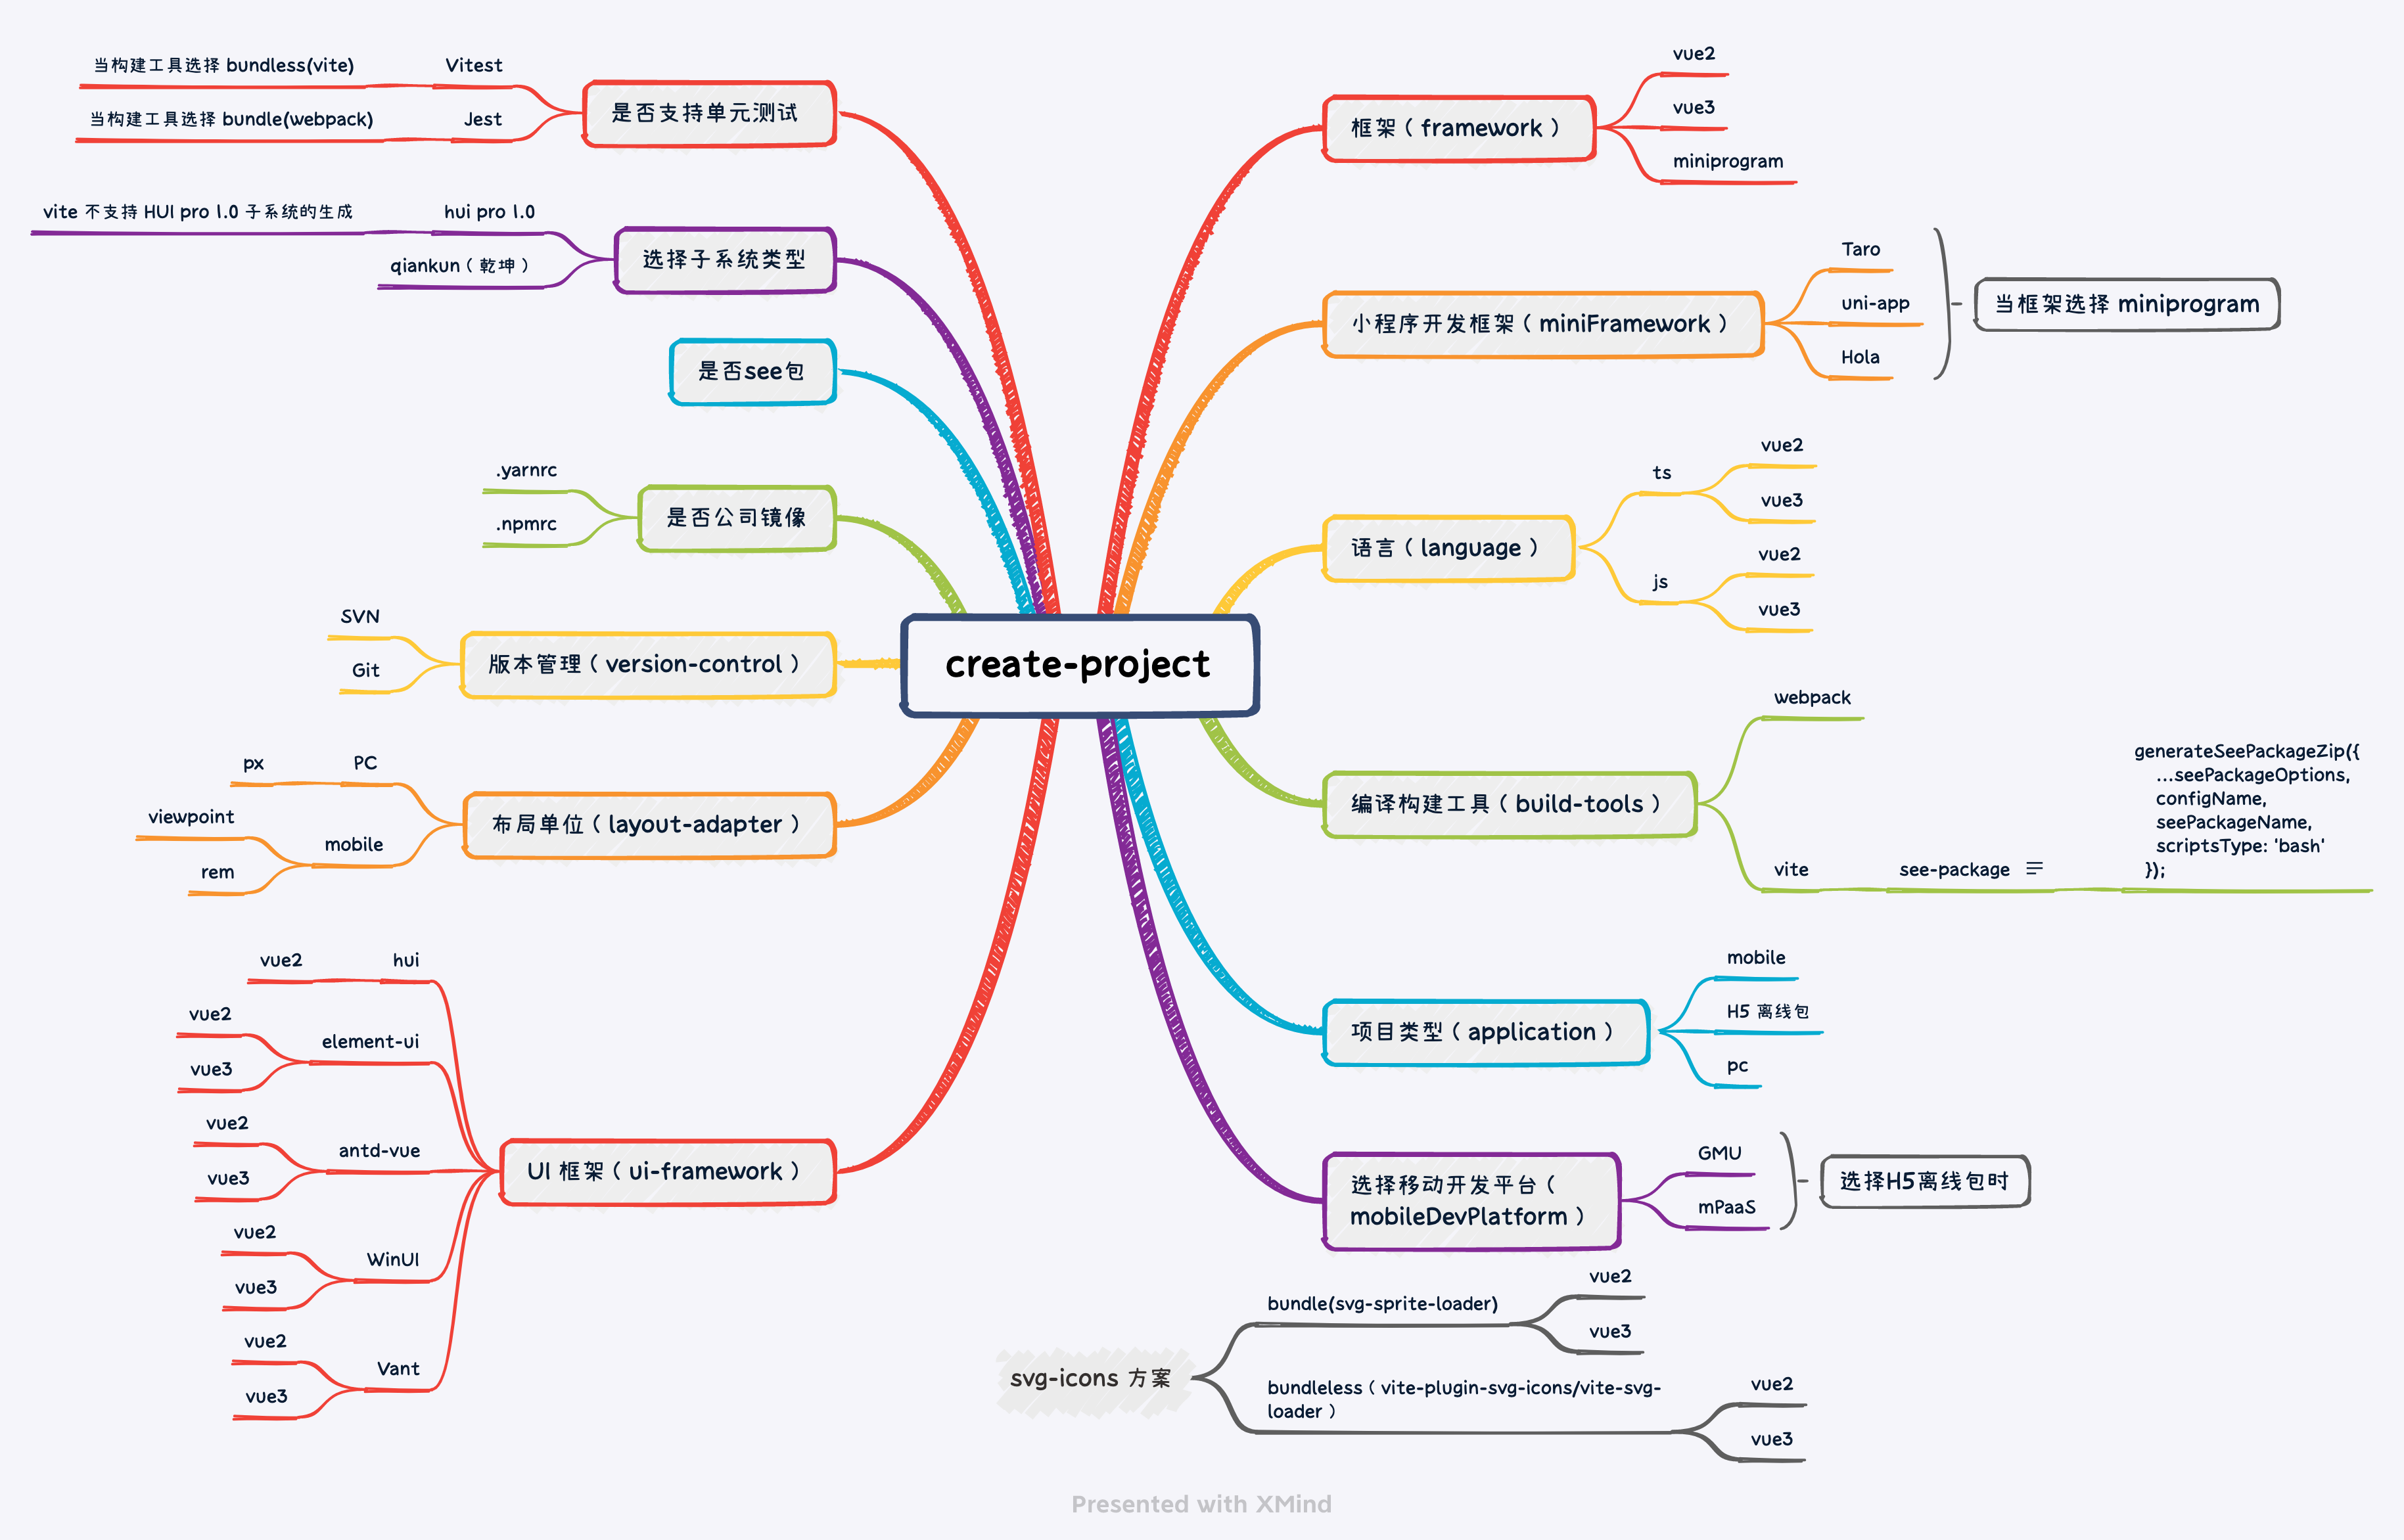 create-project
框架（framework）
vue2
vue3
miniprogram
小程序开发框架（miniFramework）
Taro
uni-app
Hola
当框架选择 miniprogram
语言（language）
ts
vue2
vue3
js
vue2
vue3
编译构建工具（build-tools）
webpack
vite
see-package
generateSeePackageZip({
...seePackageOptions,
configName,
seePackageName,
scriptsType: 'bash'
});
项目类型（application）
mobile
H5 离线包
pc
选择移动开发平台（
mobileDevPlatform）
GMU
mPaaS
选择H5离线包时
是否支持单元测试
Vitest
当构建工具选择 bundless(vite)
Jest
当构建工具选择 bundle(webpack)
选择子系统类型
hui pro 1.0
vite 不支持 HUI pro 1.0 子系统的生成
qiankun（乾坤）
是否see包
是否公司镜像
.yarnrc
.npmrc
版本管理（version-control）
SVN
Git
布局单位（layout-adapter）
PC
px
mobile
viewpoint
rem
UI 框架（ui-framework）
hui
vue2
element-ui
vue2
vue3
antd-vue
vue2
vue3
WinUI
vue2
vue3
Vant
vue2
vue3
svg-icons 方案
bundle(svg-sprite-loader)
vue2
vue3
bundleless（vite-plugin-svg-icons/vite-svg-
loader）
vue2
vue3
Presented with XMind